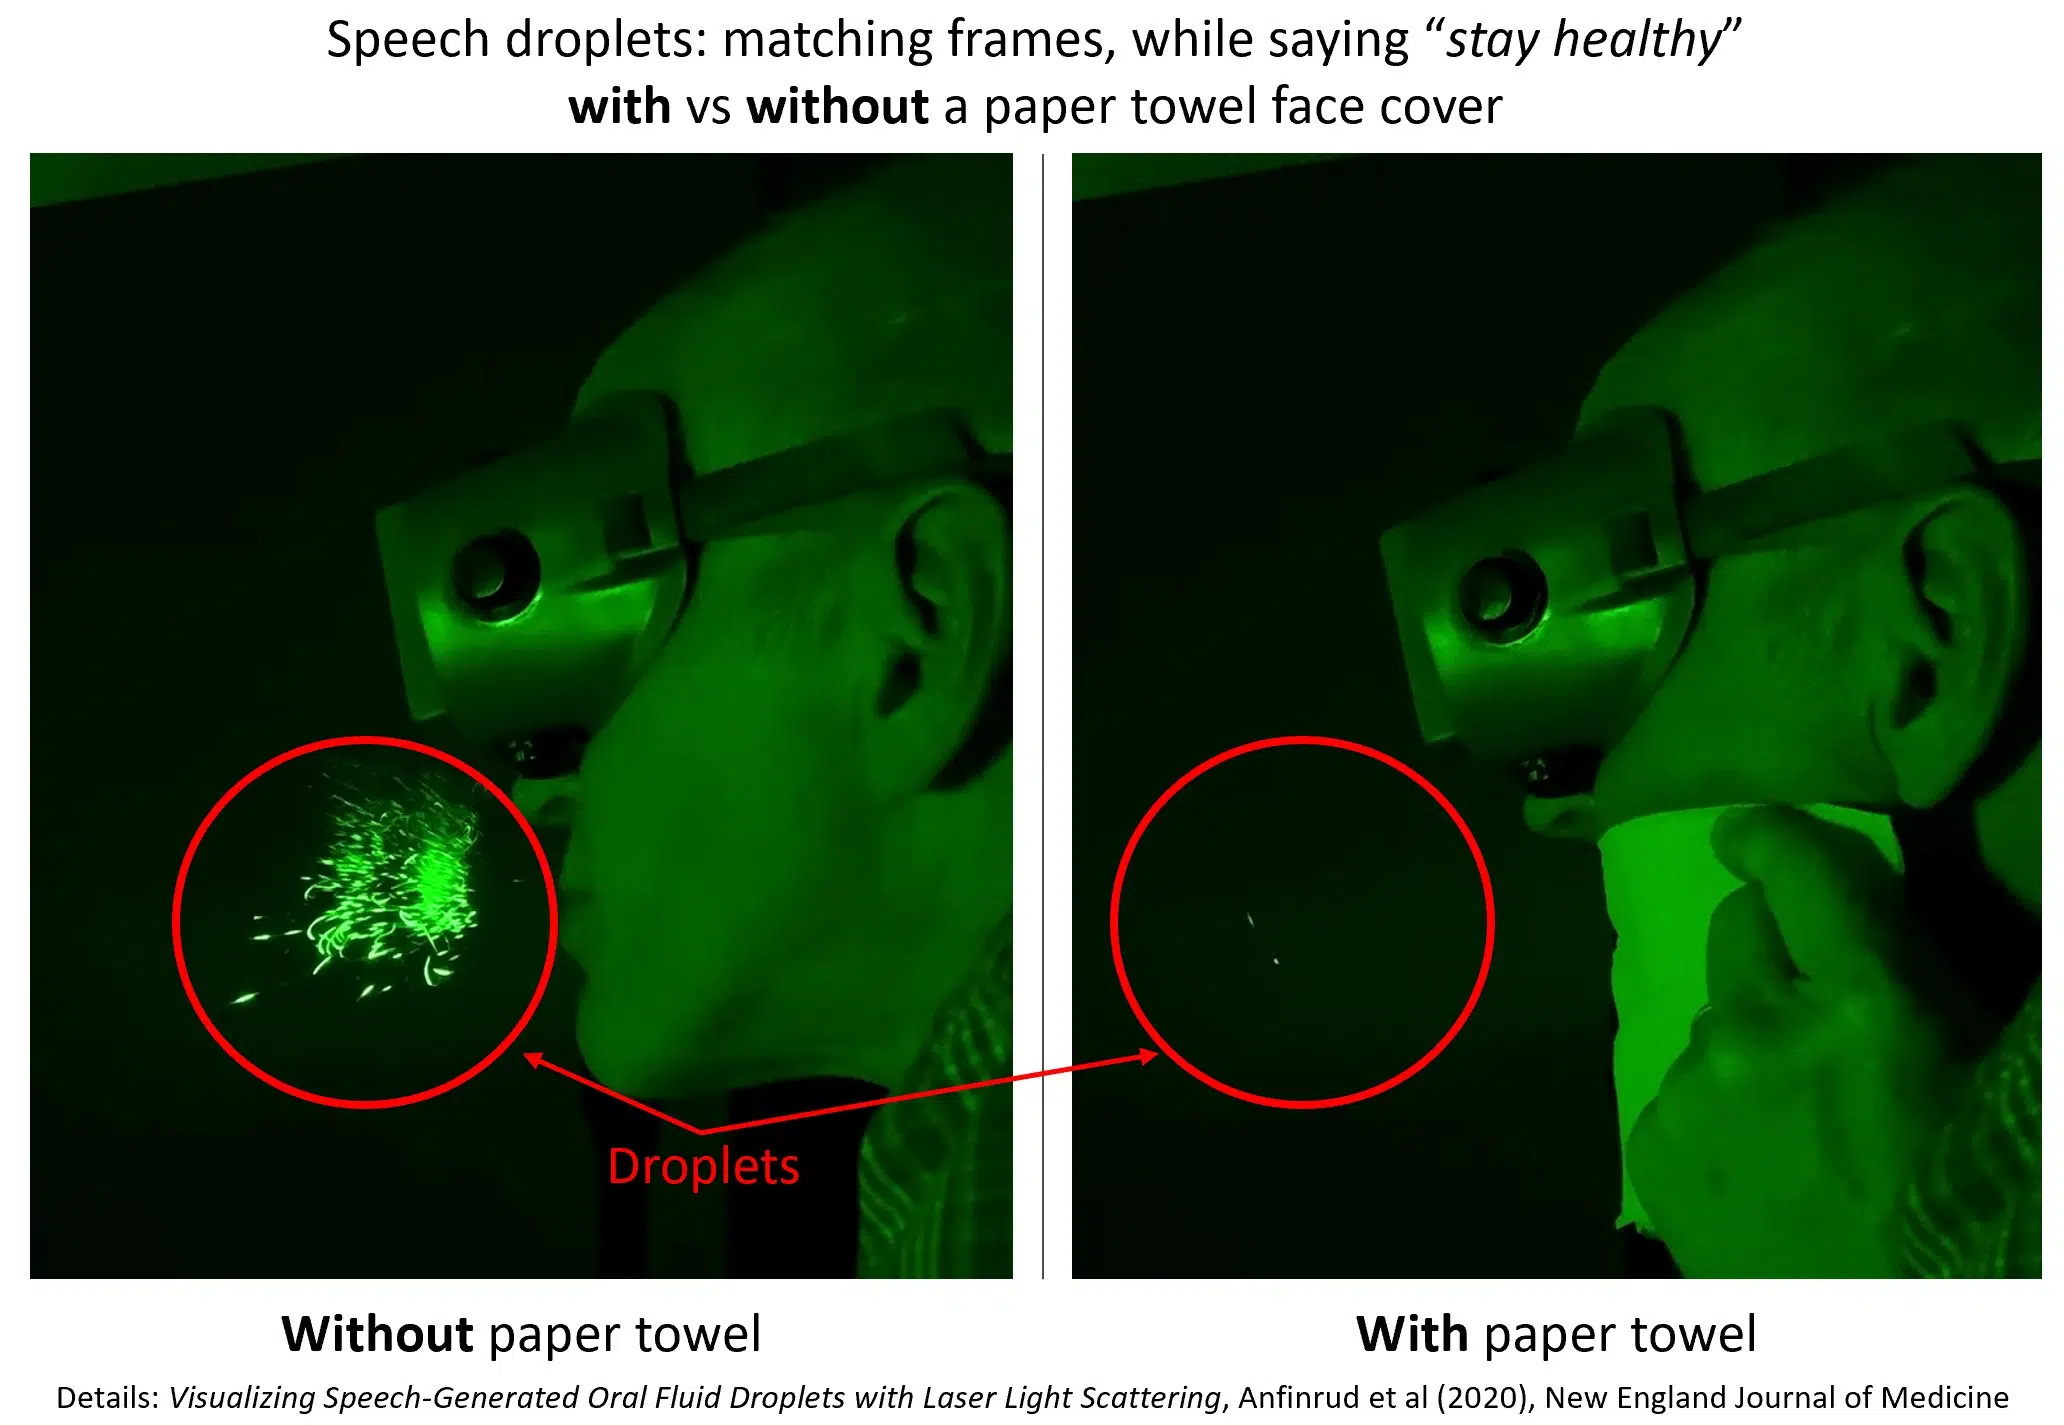 Speech droplets: matching frames, while saying “stay healthy”
with vs without a paper towel face cover
Droplets
Without paper towel
With paper towel
Details: Visualizing Speech-Generated Oral Fluid Droplets with Laser Light Scattering, Anfinrud et al (2020), New England Journal of Medicine